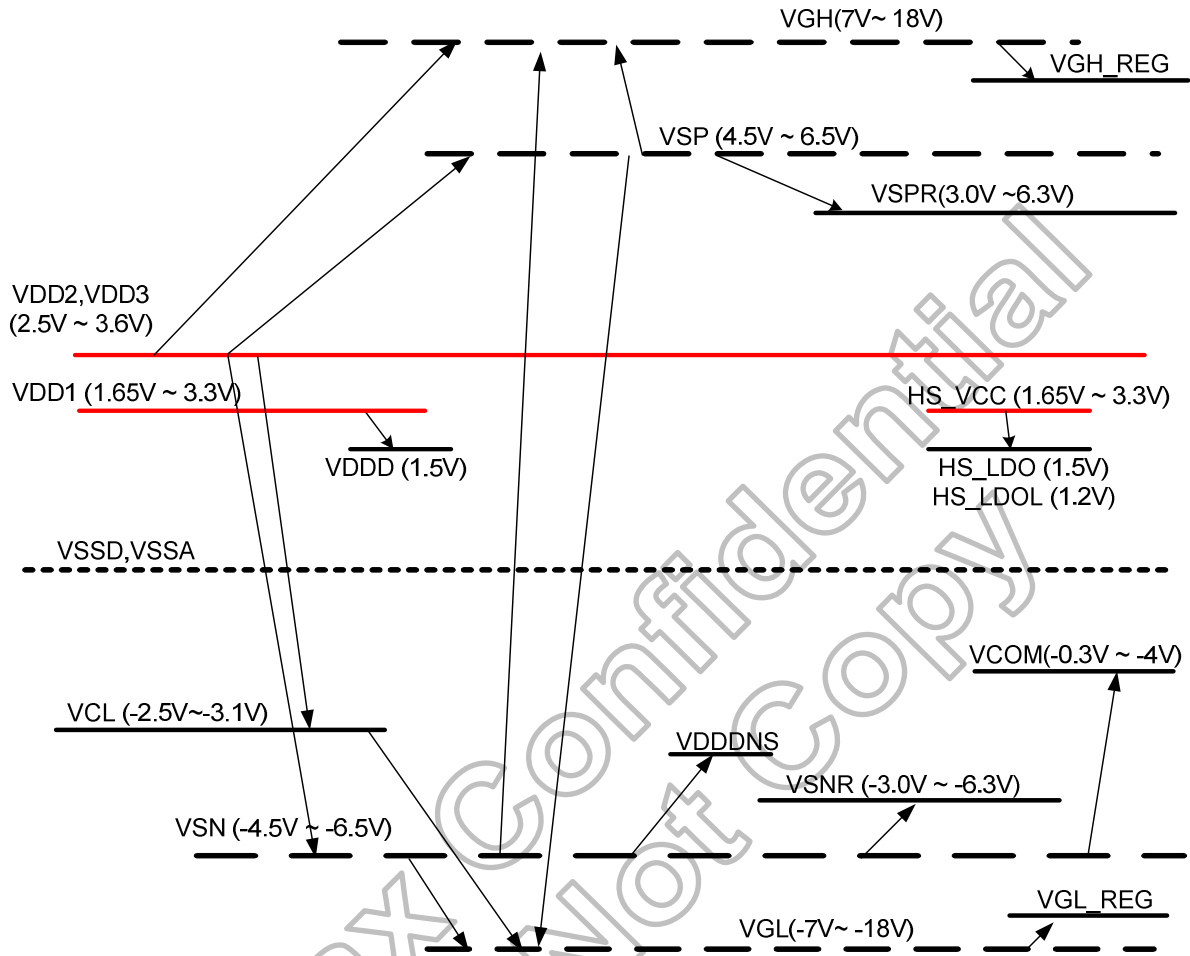 VGH(7V~ 18V)
VGH_REG
VSP (4.5V ~ 6.5V)
VSPR(3.0V ~6.3V)
VDD2,VDD3
(2.5V ~ 3.6V)
VDD1 (1.65V ~ 3.3V)
HS_VCC (1.65V ~ 3.3V)
VDDD (1.5V)
HS_LDO (1.5V)
HS_LDOL (1.2V)
VSSD,VSSA
VCOM(-0.3V ~ -4V)
VCL (-2.5V~-3.1V)
VDDDNS
VSNR (-3.0V ~ -6.3V)
VSN (-4.5V ~ -6.5V)
VGL_REG
VGL(-7V~ -18V)
ex Confidential
Not Copy